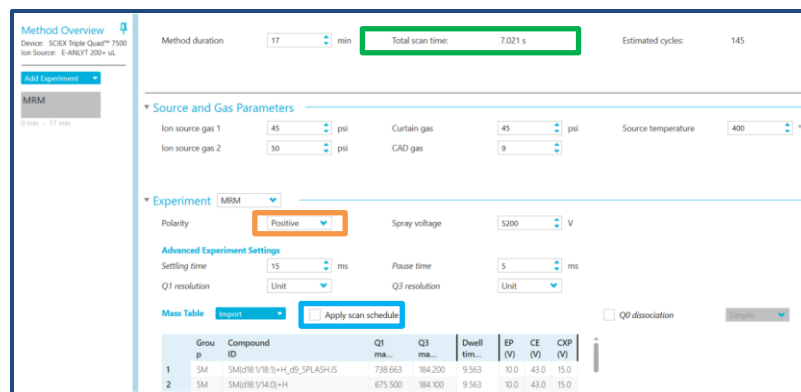 Method Overview
Device: SCIEX Triple Quad™ 7500
Ion Source: E-ANLYT 200+ uL
Add Experiment
MRM
0 min - 17 min
Method duration 17 min Total scan time: 7.021 s Estimated cycles: 145
Source and Gas Parameters
Ion source gas 1 45 psi Curtain gas 45 psi Source temperature 400 °
Ion source gas 2 50 psi CAD gas 9
Experiment MRM
Polarity Positive Spray voltage 5200 V
Advanced Experiment Settings
Settling time 15 ms Pause time 5 ms
Q1 resolution Unit Q3 resolution Unit
Mass Table Import Apply scan schedule Q0 dissociation Simple
Grou Compound Q1 Q3 Dwell EP CE CXP
p ID ma... ma... tim... (V) (V) (V)
1 SM SM(d18:1/18:1)+H_d9_SPLASH.IS 738.663 184.200 9.563 10.0 43.0 15.0
2 SM SM(d18:1/14:0)+H 675.500 184.100 9.563 10.0 43.0 15.0